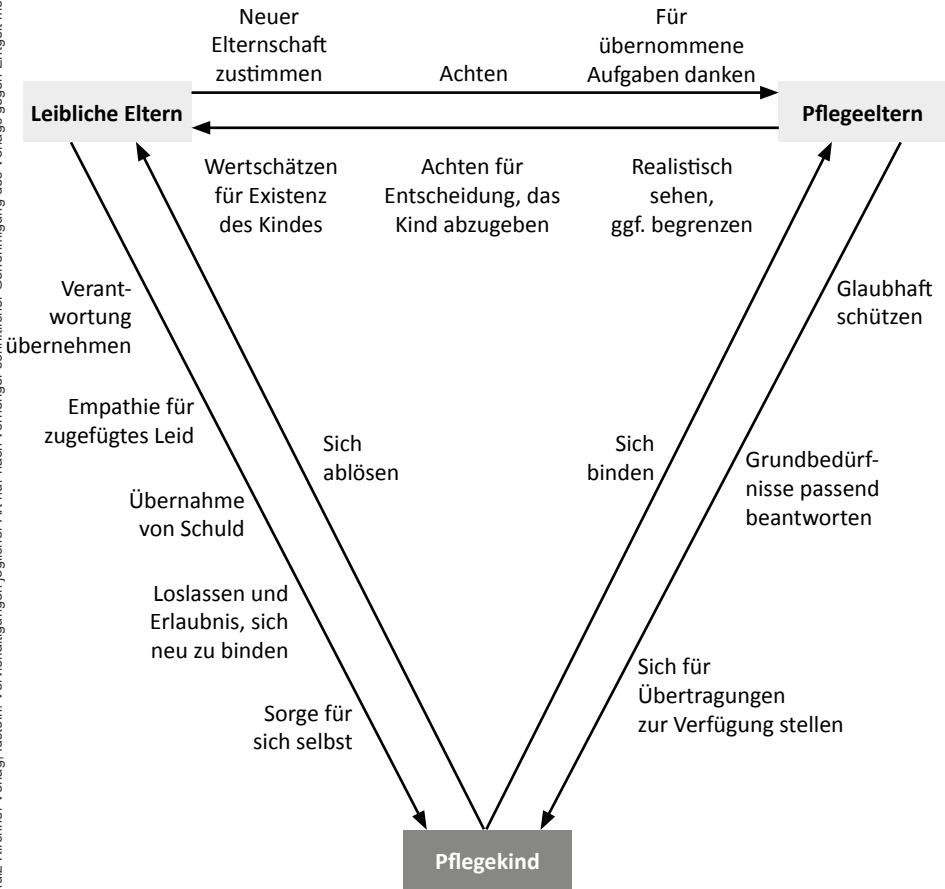 Neuer
Elternschaft
zustimmen
Achten
Für
übernommene
Aufgaben danken
Leibliche Eltern
Pflegeeltern
Wertschätzen
für Existenz
des Kindes
Achten für
Entscheidung, das
Kind abzugeben
Realistisch
sehen,
ggf. begrenzen
Verant-
wortung
übernehmen
Empathie für
zugefügtes Leid
Übernahme
von Schuld
Loslassen und
Erlaubnis, sich
neu zu binden
Sorge für
sich selbst
Sich
ablösen
Sich
binden
Glaubhaft
schützen
Grundbedürf-
nisse passend
beantworten
Sich für
Übertragungen
zur Verfügung stellen
Pflegekind